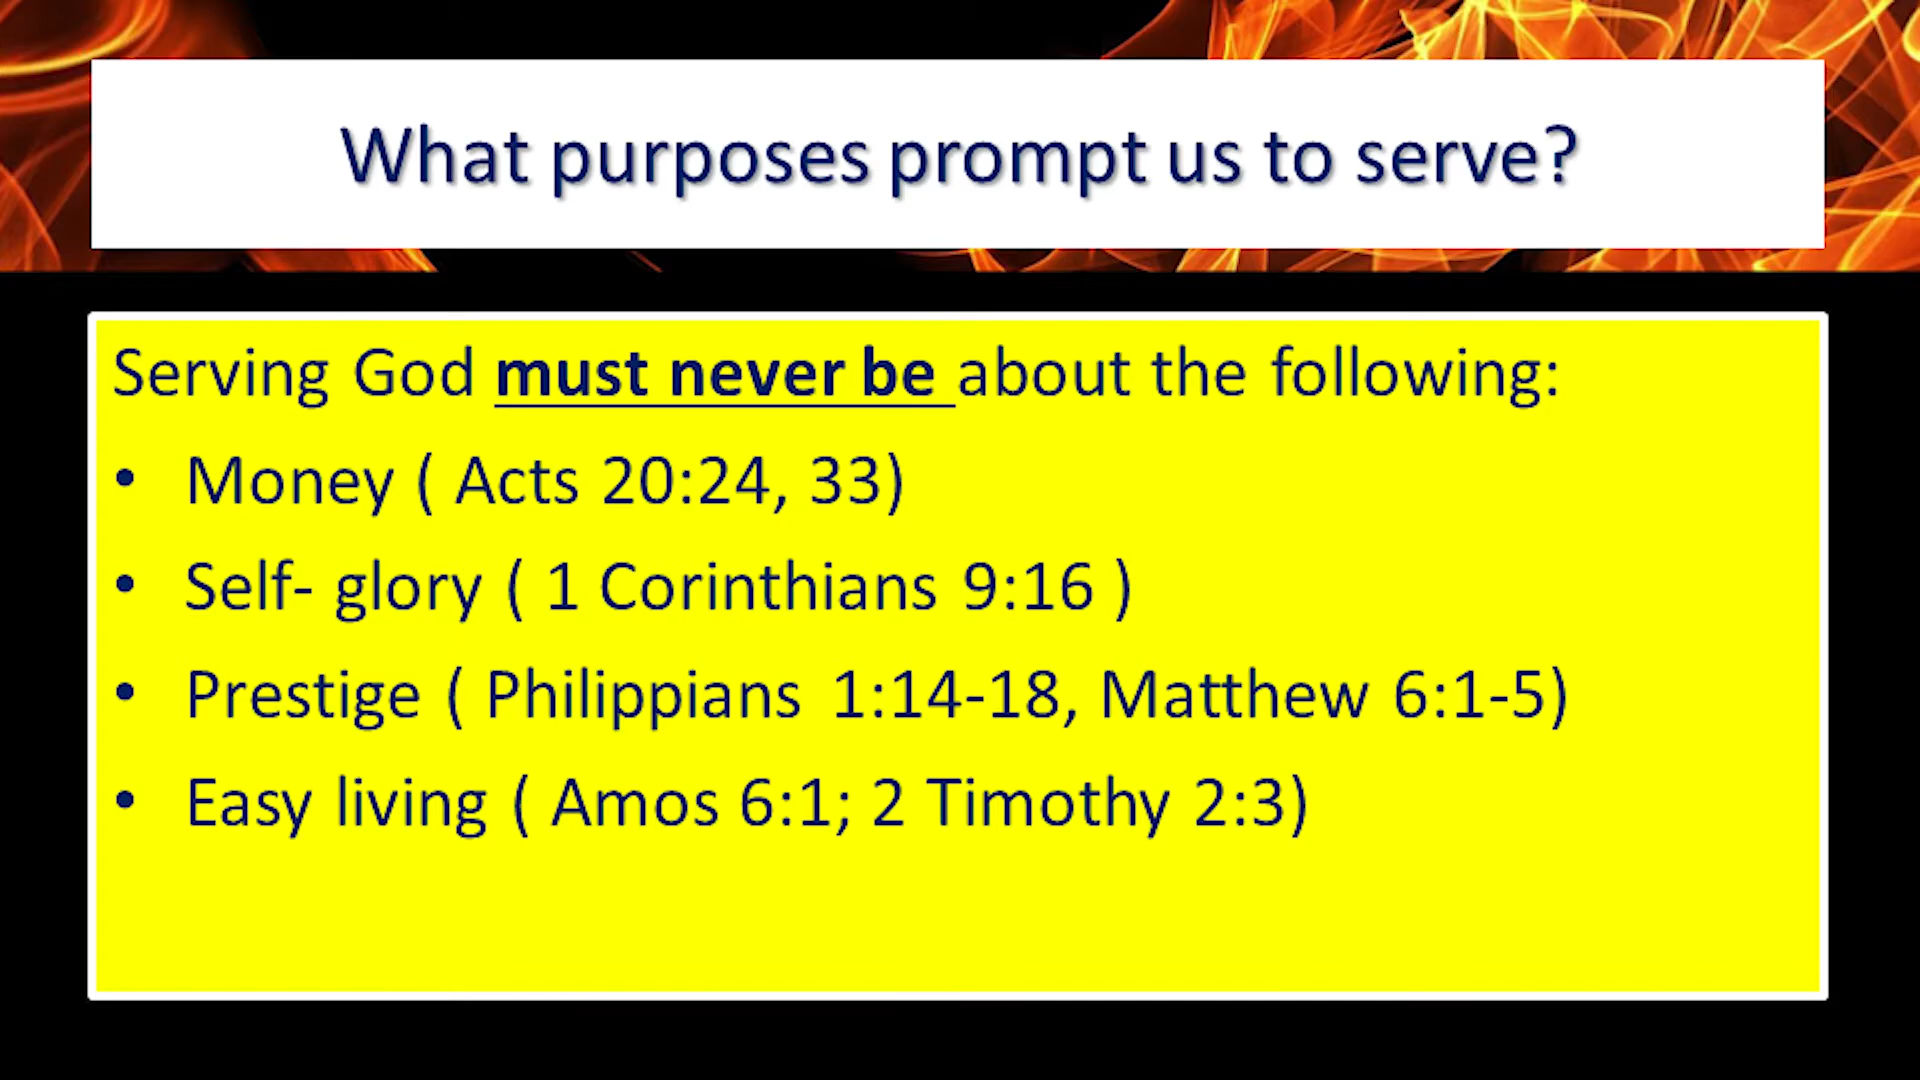 What purposes prompt us to serve?
Serving God must never be about the following:
• Money ( Acts 20:24, 33)
• Self- glory ( 1 Corinthians 9:16 )
• Prestige ( Philippians 1:14-18, Matthew 6:1-5)
• Easy living ( Amos 6:1; 2 Timothy 2:3)